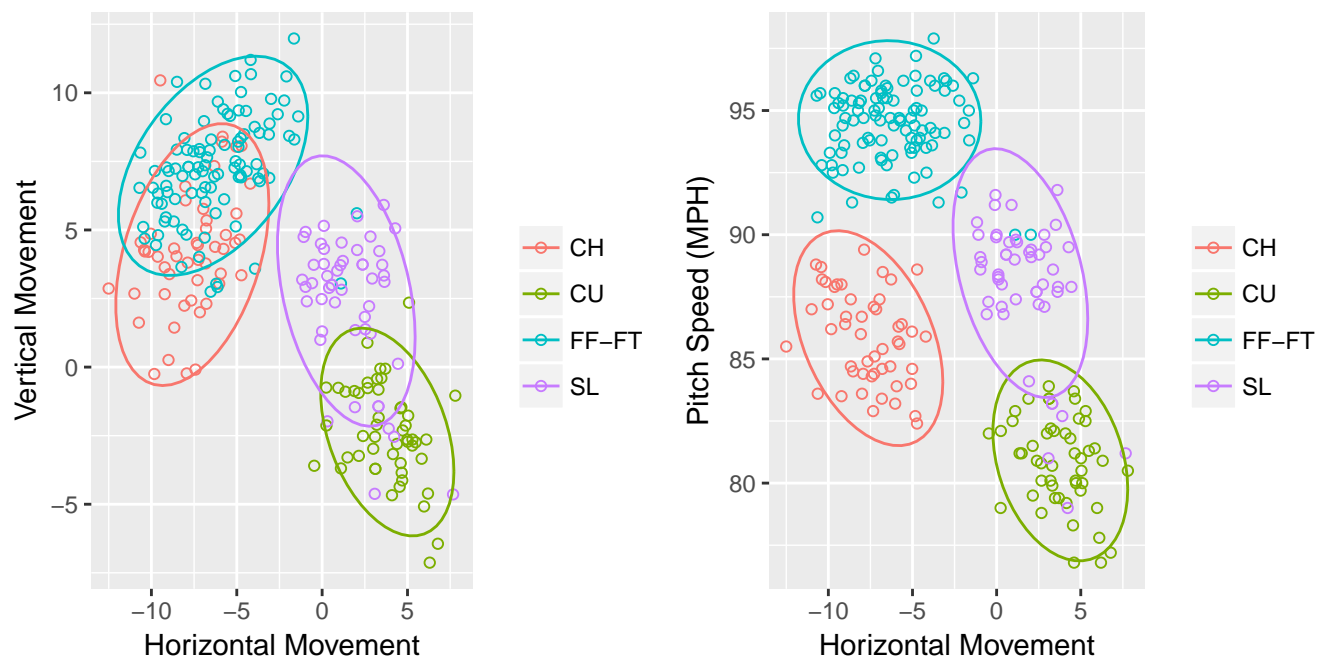 Vertical Movement
10
5
0
−5
−10 −5 0 5
Horizontal Movement
CH
CU
FF−FT
SL
Pitch Speed (MPH)
95
90
85
80
−10 −5 0 5
Horizontal Movement
CH
CU
FF−FT
SL